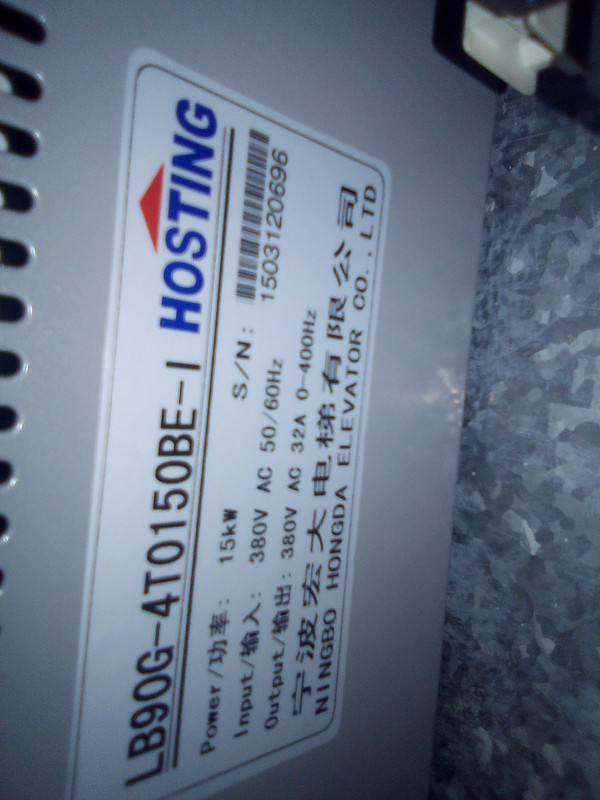 LB90G-4T0150BE-I HOSTING
S/N: 1503120696
Power/功率: 15kW
Input/输入: 380V AC 50/60Hz
Output/输出: 380V AC 32A 0-400Hz
宁波宏大电梯有限公司
NINGBO HONGDA ELEVATOR CO.,LTD